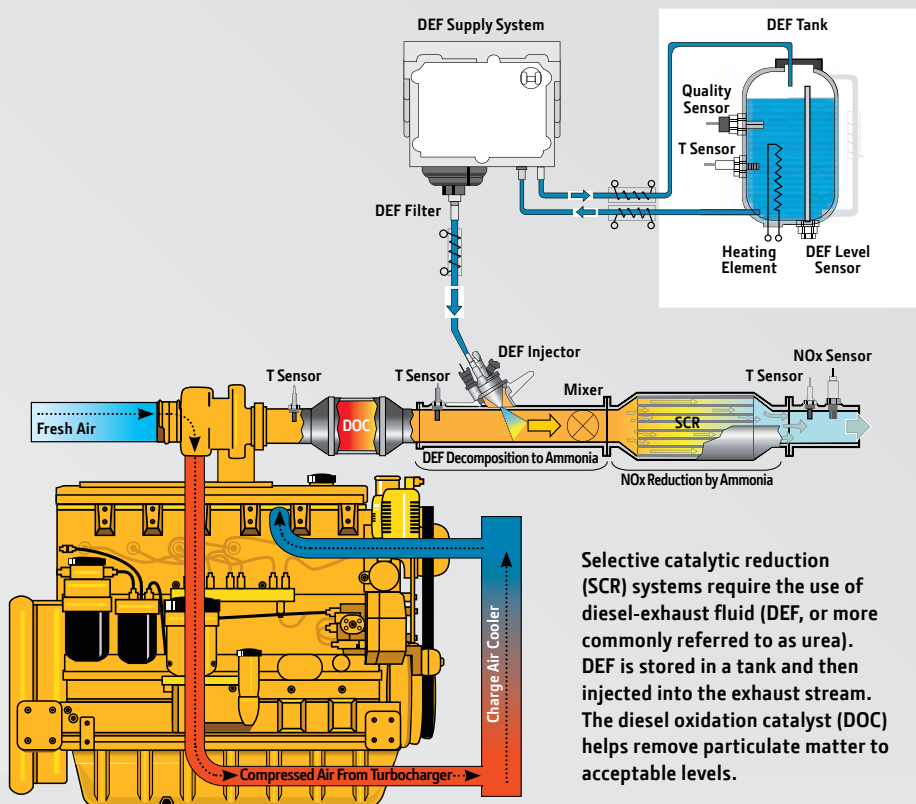 DEF Supply System
DEF Tank
Quality
Sensor
T Sensor
DEF Filter
Heating
Element
DEF Level
Sensor
DEF Injector
NOx Sensor
T Sensor
T Sensor
T Sensor
Mixer
Fresh Air
DOC
SCR
DEF Decomposition to Ammonia
NOx Reduction by Ammonia
Charge Air Cooler
Compressed Air From Turbocharger
Selective catalytic reduction
(SCR) systems require the use of
diesel-exhaust fluid (DEF, or more
commonly referred to as urea).
DEF is stored in a tank and then
injected into the exhaust stream.
The diesel oxidation catalyst (DOC)
helps remove particulate matter to
acceptable levels.